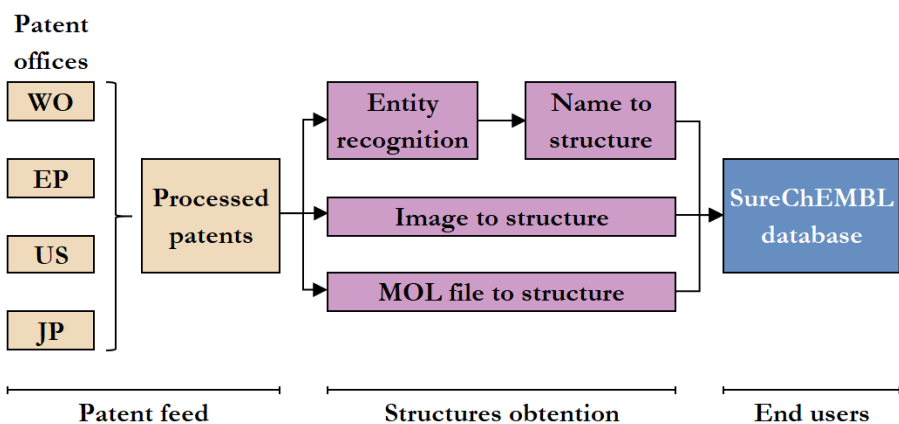 Patent
offices
WO
EP
US
JP
Processed
patents
Entity
recognition
Name to
structure
Image to structure
MOL file to structure
SureChEMBL
database
Patent feed
Structures obtention
End users